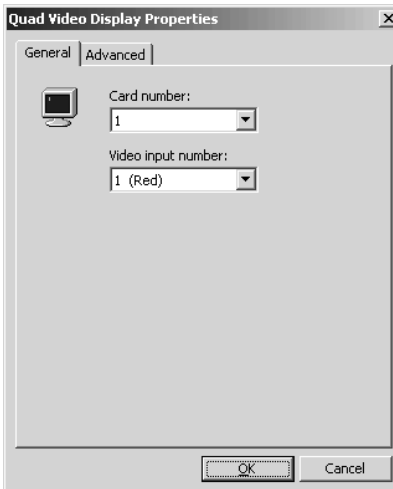 Quad Video Display Properties
General Advanced
Card number:
1
Video input number:
1 (Red)
OK Cancel